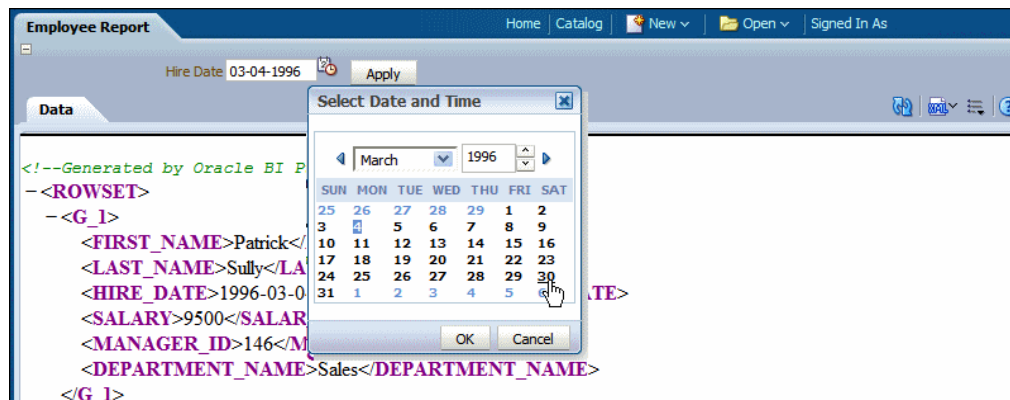 Employee Report Home Catalog New Open Signed In As
Hire Date 03-04-1996 Apply
Select Date and Time
Data
March 1996
<!--Generated by Oracle BI P
SUN MON TUE WED THU FRI SAT
−<ROWSET>
25 26 27 28 29 1 2
−<G_1>
3 4 5 6 7 8 9
<FIRST_NAME>Patrick</
10 11 12 13 14 15 16
<LAST_NAME>Sully</LA
17 18 19 20 21 22 23
24 25 26 27 28 29 30
<HIRE_DATE>1996-03-0 TE>
31 1 2 3 4 5 6
<SALARY>9500</SALAR
OK Cancel
<MANAGER_ID>146</M
<DEPARTMENT_NAME>Sales</DEPARTMENT_NAME>
</G_1>